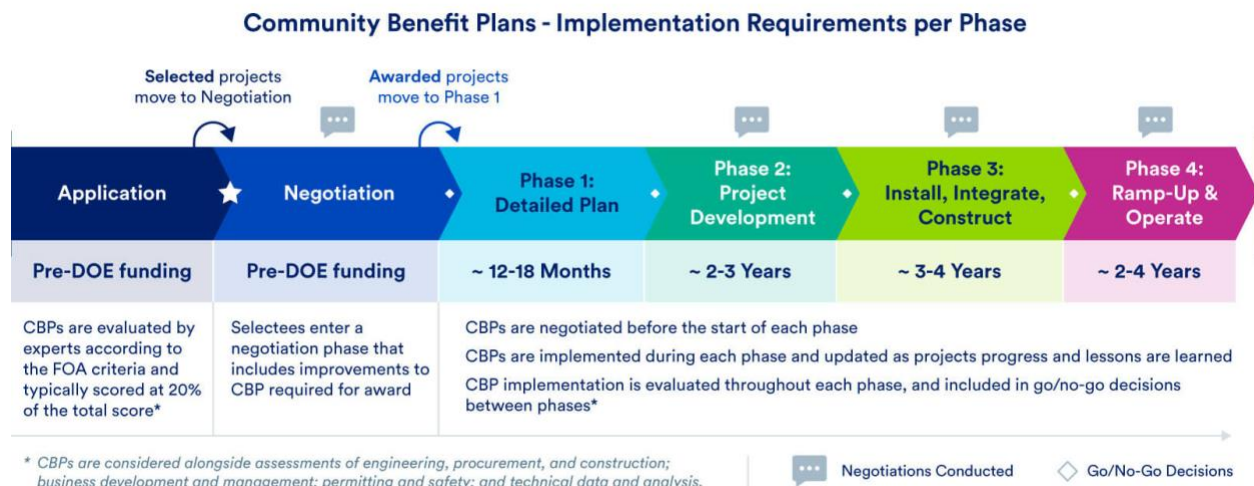 Community Benefit Plans - Implementation Requirements per Phase
Selected projects
move to Negotiation
Awarded projects
move to Phase 1
Application
Negotiation
Phase 1:
Detailed Plan
Phase 2:
Project
Development
Phase 3:
Install, Integrate,
Construct
Phase 4:
Ramp-Up &
Operate
Pre-DOE funding
Pre-DOE funding
~ 12-18 Months
~ 2-3 Years
~ 3-4 Years
~ 2-4 Years
CBPs are evaluated by
experts according to
the FOA criteria and
typically scored at 20%
of the total score*
Selectees enter a
negotiation phase that
includes improvements to
CBP required for award
CBPs are negotiated before the start of each phase
CBPs are implemented during each phase and updated as projects progress and lessons are learned
CBP implementation is evaluated throughout each phase, and included in go/no-go decisions
between phases*
* CBPs are considered alongside assessments of engineering, procurement, and construction;
business development and management; permitting and safety; and technical data and analysis.
Negotiations Conducted
Go/No-Go Decisions